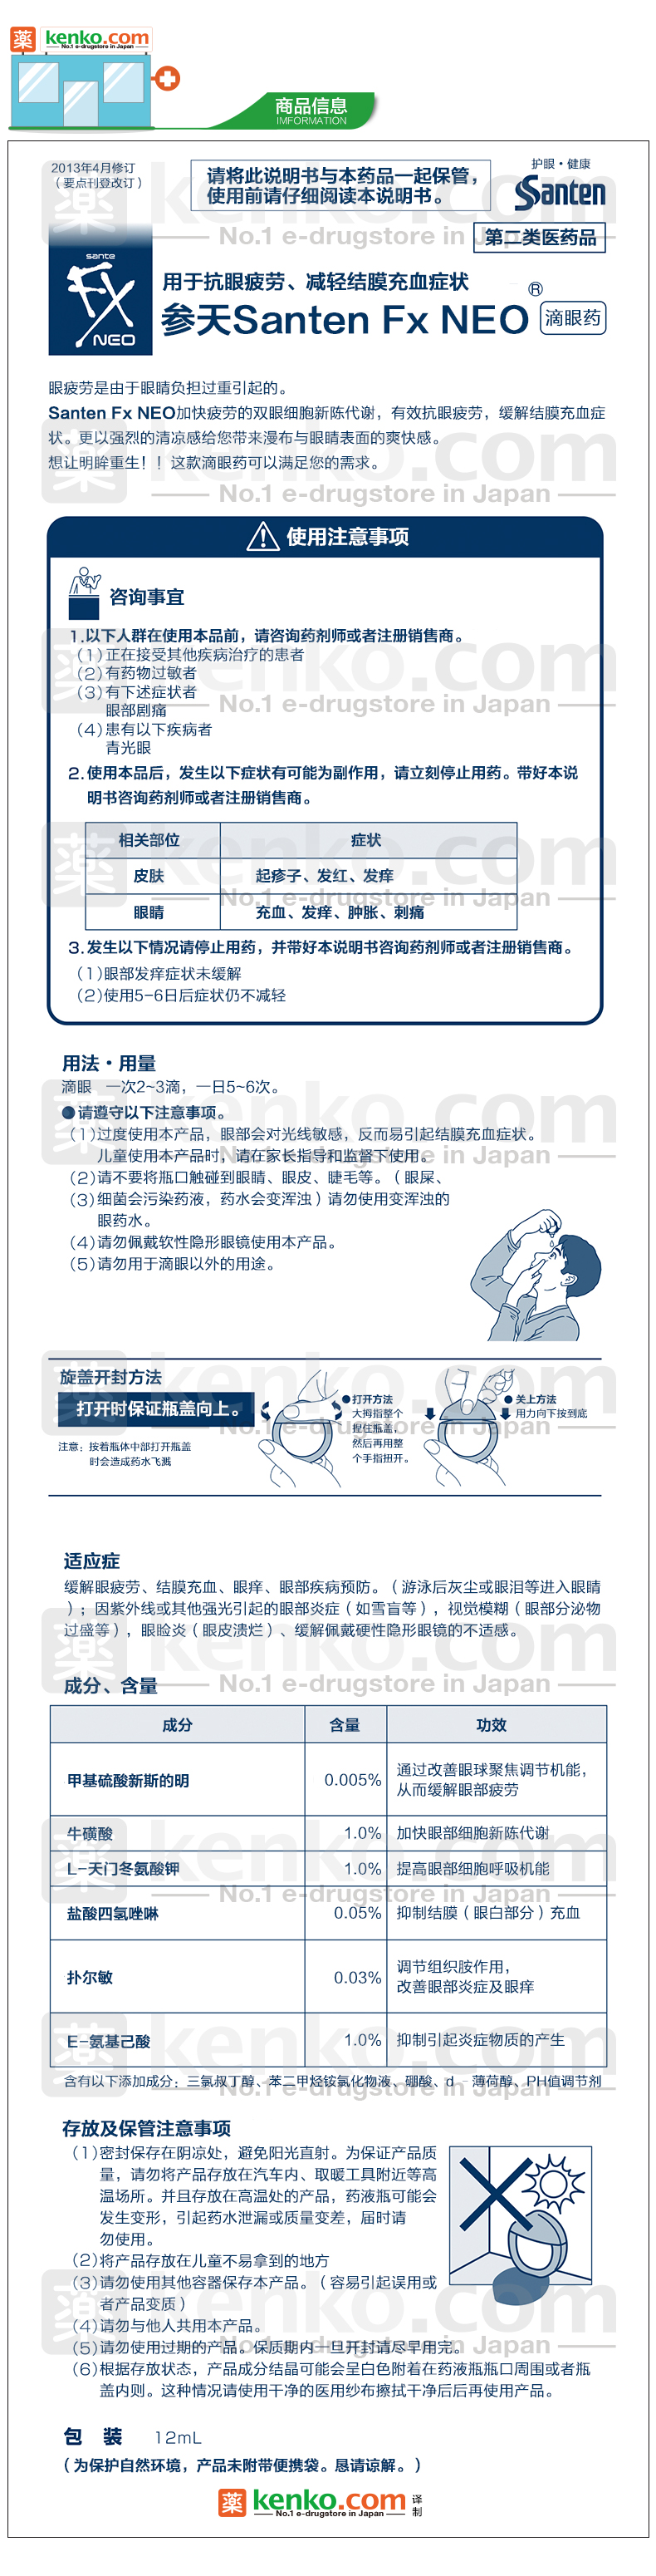 薬 kenko.com
No.1 e-drugstore in Japan
商品信息
IMFORMATION
2013年4月修订
（要点刊登改订）
请将此说明书与本药品一起保管，
使用前请仔细阅读本说明书。
护眼・健康
Santen
第二类医药品
sante
FX
NEO
用于抗眼疲劳、减轻结膜充血症状
参天Santen Fx NEO®
滴眼药
眼疲劳是由于眼睛负担过重引起的。
Santen Fx NEO加快疲劳的双眼细胞新陈代谢，有效抗眼疲劳，缓解结膜充血症
状。更以强烈的清凉感给您带来漫布与眼睛表面的爽快感。
想让明眸重生！！这款滴眼药可以满足您的需求。
使用注意事项
咨询事宜
1.以下人群在使用本品前，请咨询药剂师或者注册销售商。
（1）正在接受其他疾病治疗的患者
（2）有药物过敏者
（3）有下述症状者
眼部剧痛
（4）患有以下疾病者
青光眼
2.使用本品后，发生以下症状有可能为副作用，请立刻停止用药。带好本说
明书咨询药剂师或者注册销售商。
相关部位 症状
皮肤 起疹子、发红、发痒
眼睛 充血、发痒、肿胀、刺痛
3.发生以下情况请停止用药，并带好本说明书咨询药剂师或者注册销售商。
（1）眼部发痒症状未缓解
（2）使用5-6日后症状仍不减轻
用法・用量
滴眼 一次2~3滴，一日5~6次。
●请遵守以下注意事项。
（1）过度使用本产品，眼部会对光线敏感，反而易引起结膜充血症状。
儿童使用本产品时，请在家长指导和监督下使用。
（2）请不要将瓶口触碰到眼睛、眼皮、睫毛等。（眼屎、
（3）细菌会污染药液，药水会变浑浊）请勿使用变浑浊的
眼药水。
（4）请勿佩戴软性隐形眼镜使用本产品。
（5）请勿用于滴眼以外的用途。
旋盖开封方法
打开时保证瓶盖向上。
注意：按着瓶体中部打开瓶盖
时会造成药水飞溅
●打开方法
大拇指整个
捏住瓶盖，
然后再用整
个手指扭开。
●关上方法
用力向下按到底
适应症
缓解眼疲劳、结膜充血、眼痒、眼部疾病预防。（游泳后灰尘或眼泪等进入眼睛
）；因紫外线或其他强光引起的眼部炎症（如雪盲等），视觉模糊（眼部分泌物
过盛等），眼睑炎（眼皮溃烂）、缓解佩戴硬性隐形眼镜的不适感。
成分、含量
成分 含量 功效
甲基硫酸新斯的明 0.005% 通过改善眼球聚焦调节机能，
从而缓解眼部疲劳
牛磺酸 1.0% 加快眼部细胞新陈代谢
L-天门冬氨酸钾 1.0% 提高眼部细胞呼吸机能
盐酸四氢唑啉 0.05% 抑制结膜（眼白部分）充血
扑尔敏 0.03% 调节组织胺作用，
改善眼部炎症及眼痒
E-氨基己酸 1.0% 抑制引起炎症物质的产生
含有以下添加成分：三氯叔丁醇、苯二甲烃铵氯化物液、硼酸、d－薄荷醇、PH值调节剂
存放及保管注意事项
（1）密封保存在阴凉处，避免阳光直射。为保证产品质
量，请勿将产品存放在汽车内、取暖工具附近等高
温场所。并且存放在高温处的产品，药液瓶可能会
发生变形，引起药水泄漏或质量变差，届时请
勿使用。
（2）将产品存放在儿童不易拿到的地方
（3）请勿使用其他容器保存本产品。（容易引起误用或
者产品变质）
（4）请勿与他人共用本产品。
（5）请勿使用过期的产品。保质期内一旦开封请尽早用完。
（6）根据存放状态，产品成分结晶可能会呈白色附着在药液瓶瓶口周围或者瓶
盖内则。这种情况请使用干净的医用纱布擦拭干净后后再使用产品。
包 装 12mL
（为保护自然环境，产品未附带便携袋。恳请谅解。）
薬 kenko.com 译制
No.1 e-drugstore in Japan